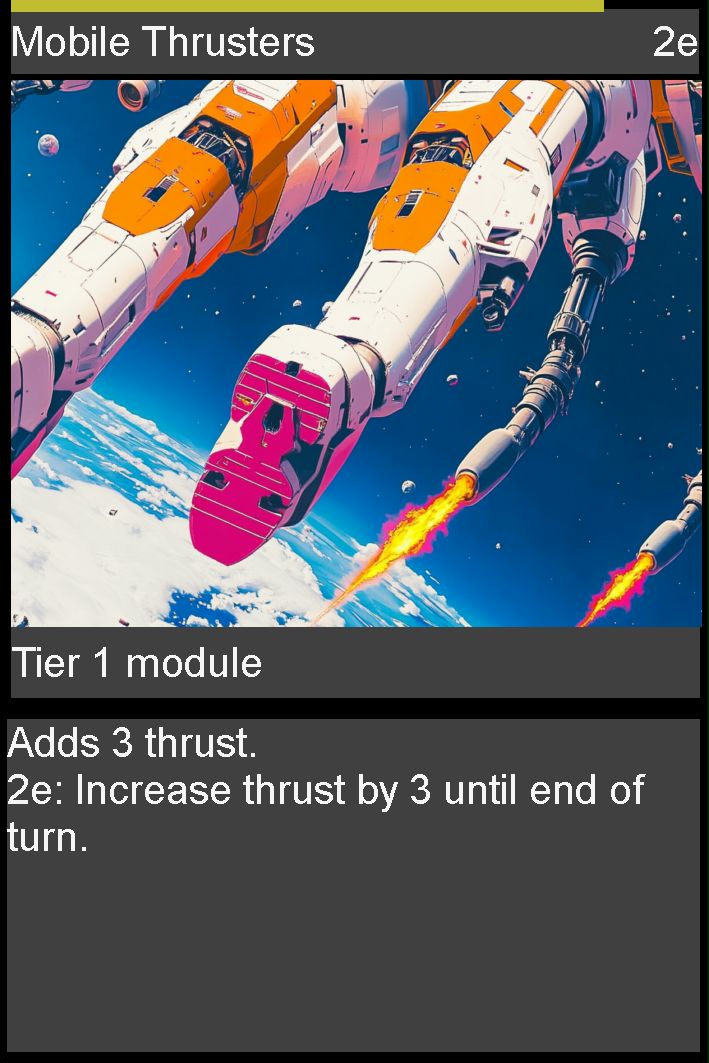 Mobile Thrusters 2e
Tier 1 module
Adds 3 thrust.
2e: Increase thrust by 3 until end of
turn.